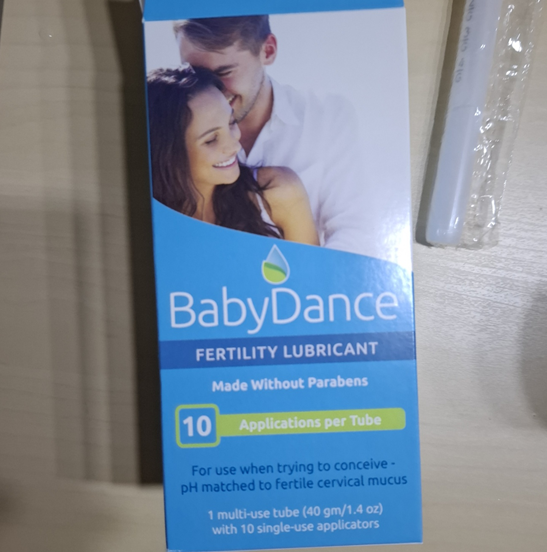 BabyDance
FERTILITY LUBRICANT
Made Without Parabens
10 Applications per Tube
For use when trying to conceive -
pH matched to fertile cervical mucus
1 multi-use tube (40 gm/1.4 oz)
with 10 single-use applicators